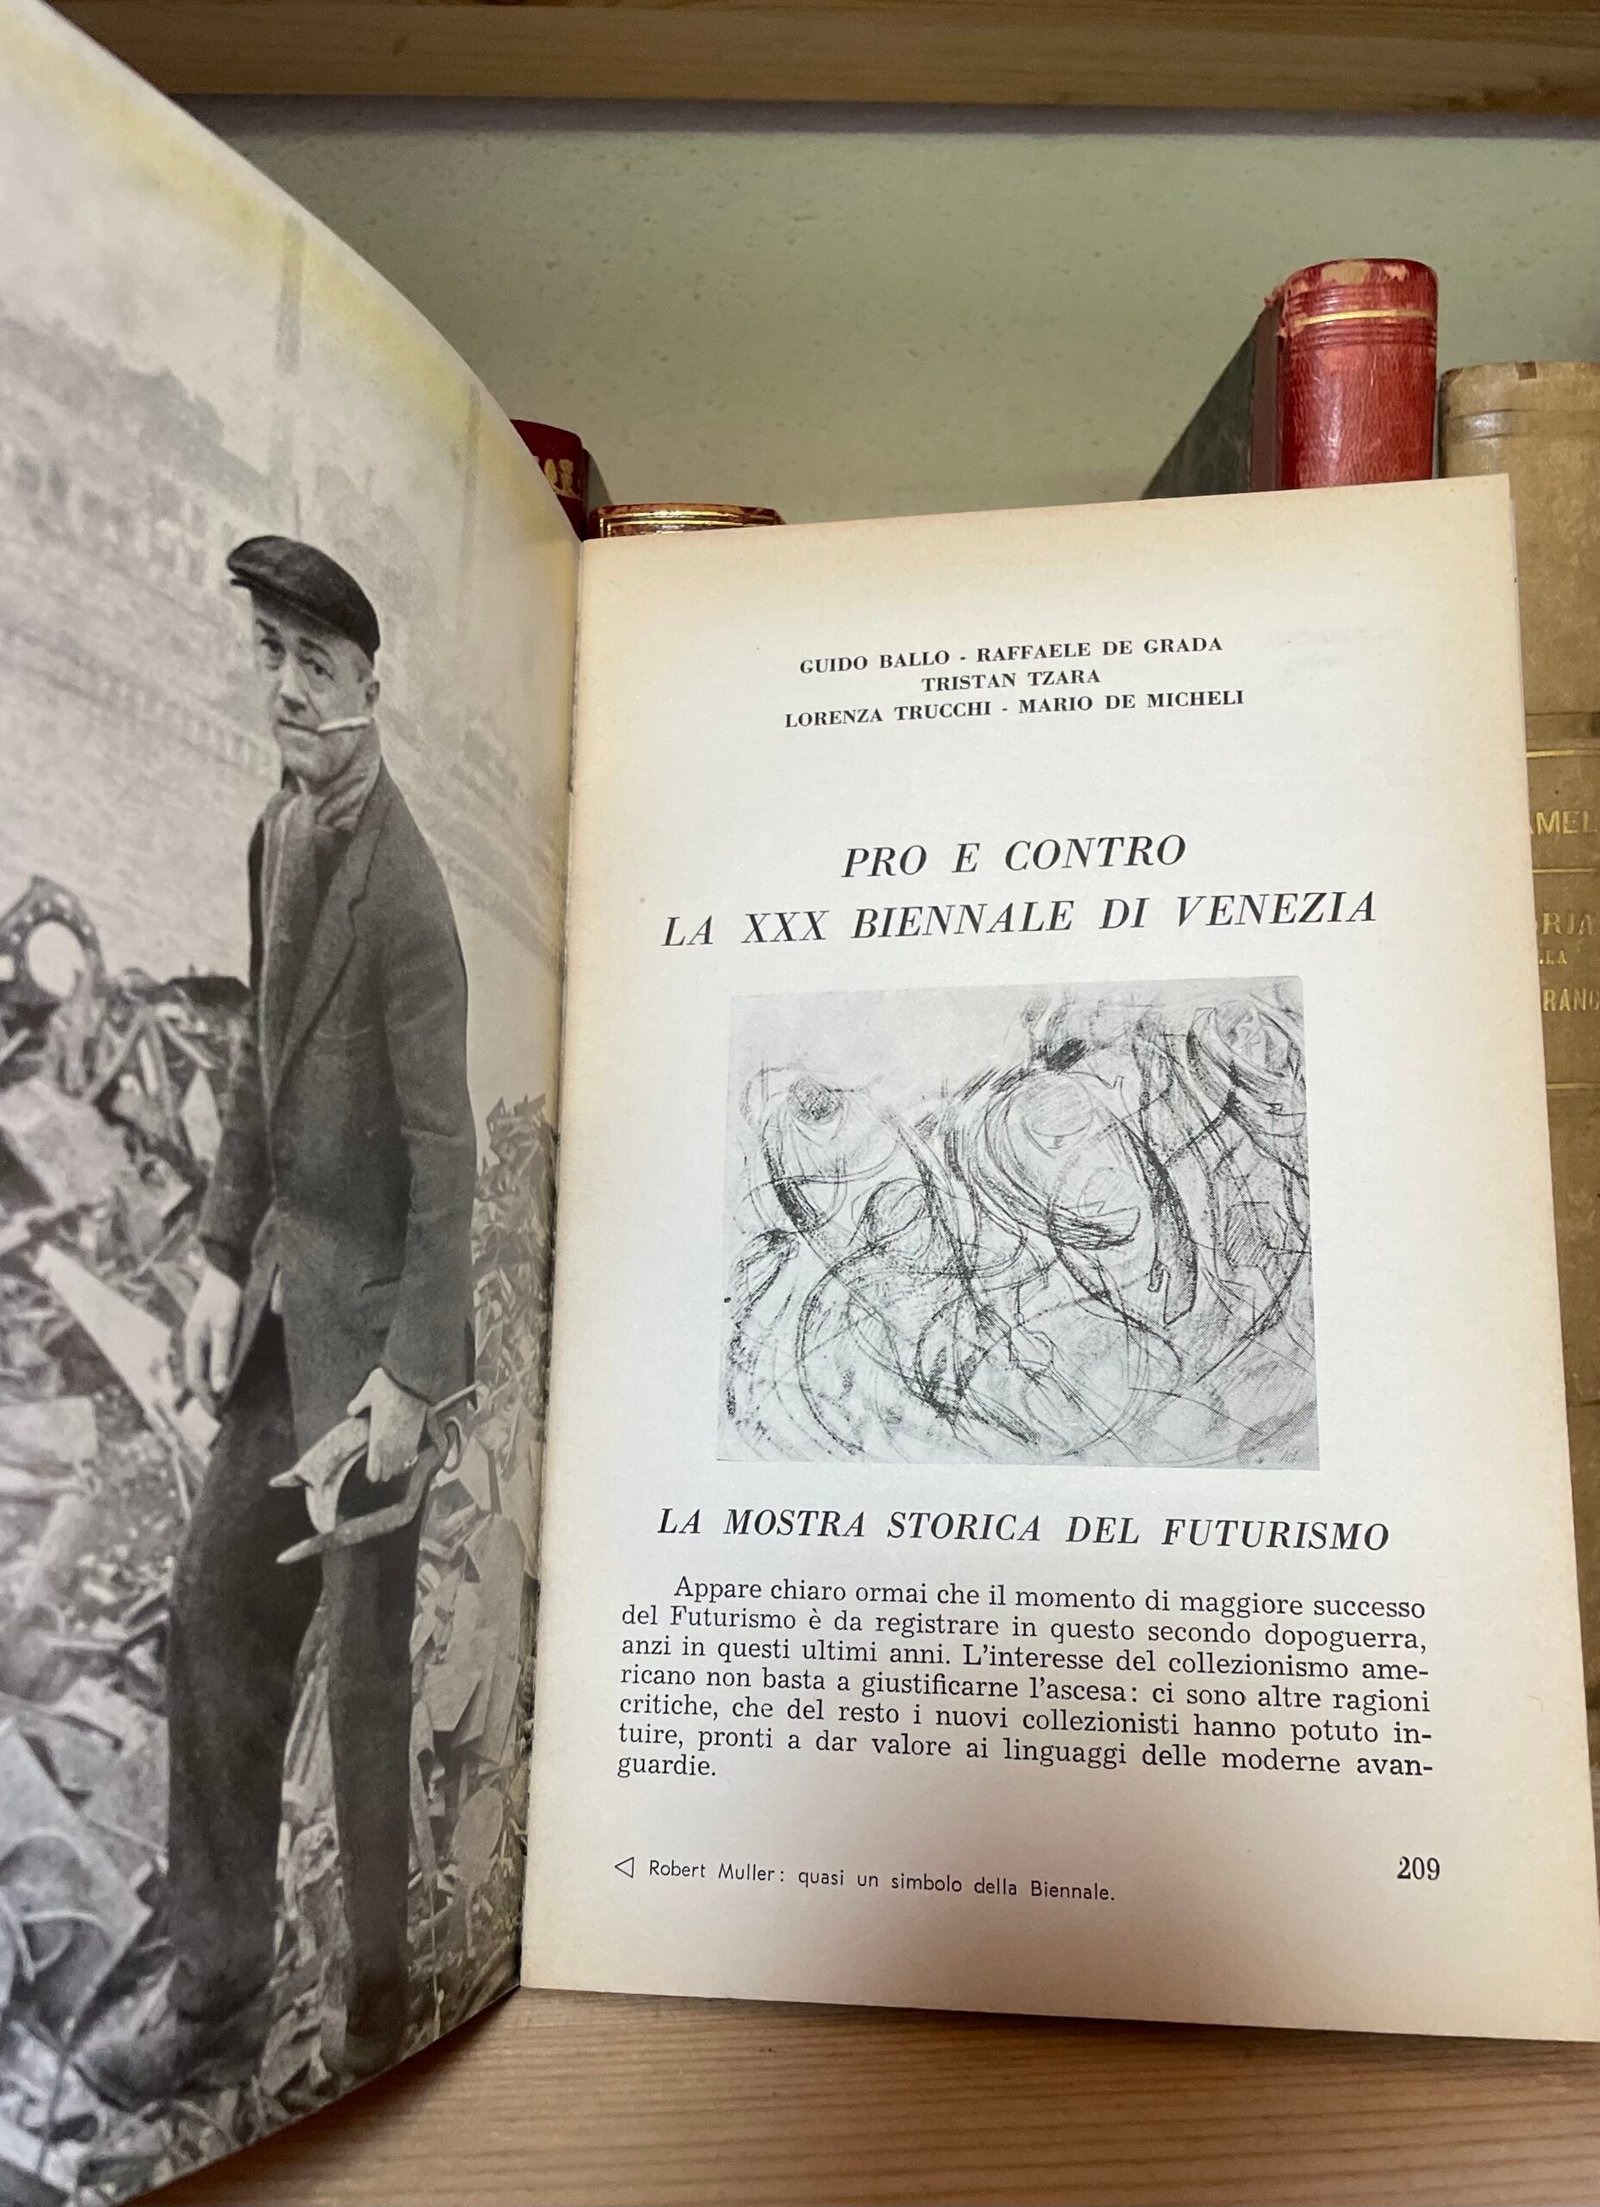 GUIDO BALLO - RAFFAELE DE GRADA
TRISTAN TZARA
LORENZA TRUCCHI - MARIO DE MICHELI
PRO E CONTRO
LA XXX BIENNALE DI VENEZIA
LA MOSTRA STORICA DEL FUTURISMO
Appare chiaro ormai che il momento di maggiore successo
del Futurismo è da registrare in questo secondo dopoguerra,
anzi in questi ultimi anni. L'interesse del collezionismo ame-
ricano non basta a giustificarne l'ascesa: ci sono altre ragioni
critiche, che del resto i nuovi collezionisti hanno potuto in-
tuire, pronti a dar valore ai linguaggi delle moderne avan-
guardie.
◁ Robert Muller: quasi un simbolo della Biennale.
209